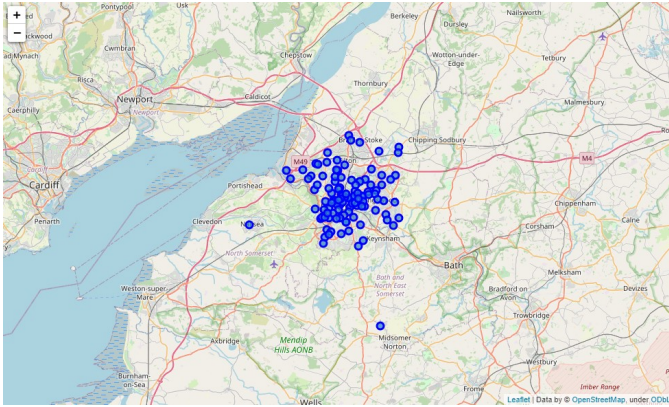 +
−
Pontypool
Usk
Berkeley
Nailsworth
Dursley
Cwmbran
Chepstow
Wotton-under-
Edge
Tetbury
Risca
Thornbury
Malmesbury
Newport
Newport
Caldicot
Caerphilly
Chipping Sodbury
M49
M4
Cardiff
Cardiff
Portishead
Penarth
Clevedon
Chippenham
Calne
Corsham
Keynsham
North Somerset
Bath
Melksham
Devizes
Weston-super-
Mare
Bath and
North East
Somerset
Bradford on
Avon
Trowbridge
Axbridge
Mendip
Hills AONB
Midsomer
Norton
Westbury
Burnham-
on-Sea
Frome
Imber Range
Wells
Leaflet | Data by © OpenStreetMap, under ODbL